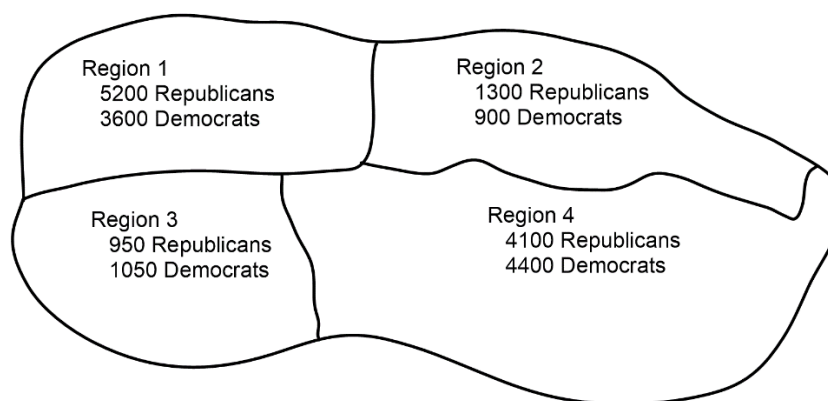 Region 1
5200 Republicans
3600 Democrats
Region 2
1300 Republicans
900 Democrats
Region 3
950 Republicans
1050 Democrats
Region 4
4100 Republicans
4400 Democrats